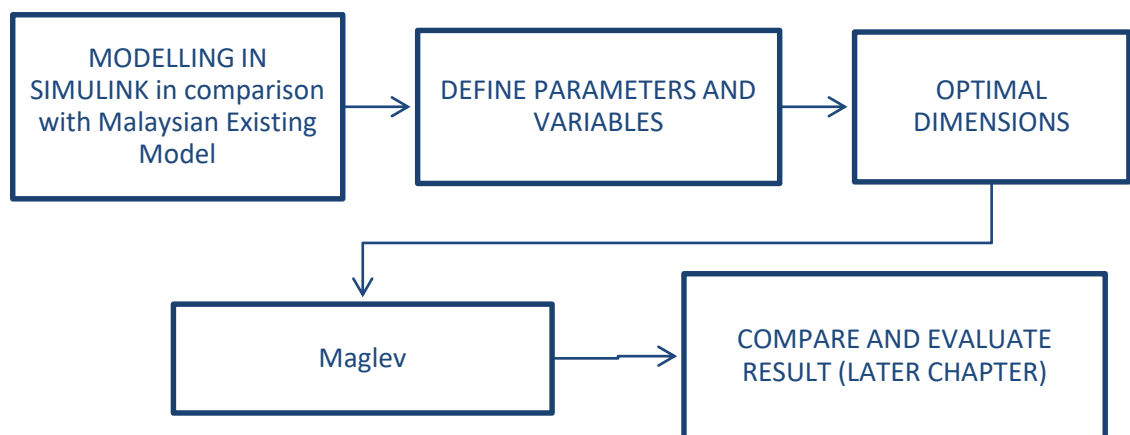 MODELLING IN
SIMULINK in comparison
with Malaysian Existing
Model
DEFINE PARAMETERS AND
VARIABLES
OPTIMAL
DIMENSIONS
Maglev
COMPARE AND EVALUATE
RESULT (LATER CHAPTER)